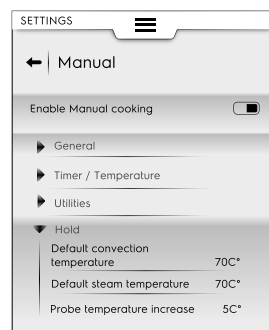 SETTINGS
Manual
Enable Manual cooking
General
Timer / Temperature
Utilities
Hold
Default convection
temperature 70C°
Default steam temperature 70C°
Probe temperature increase 5C°